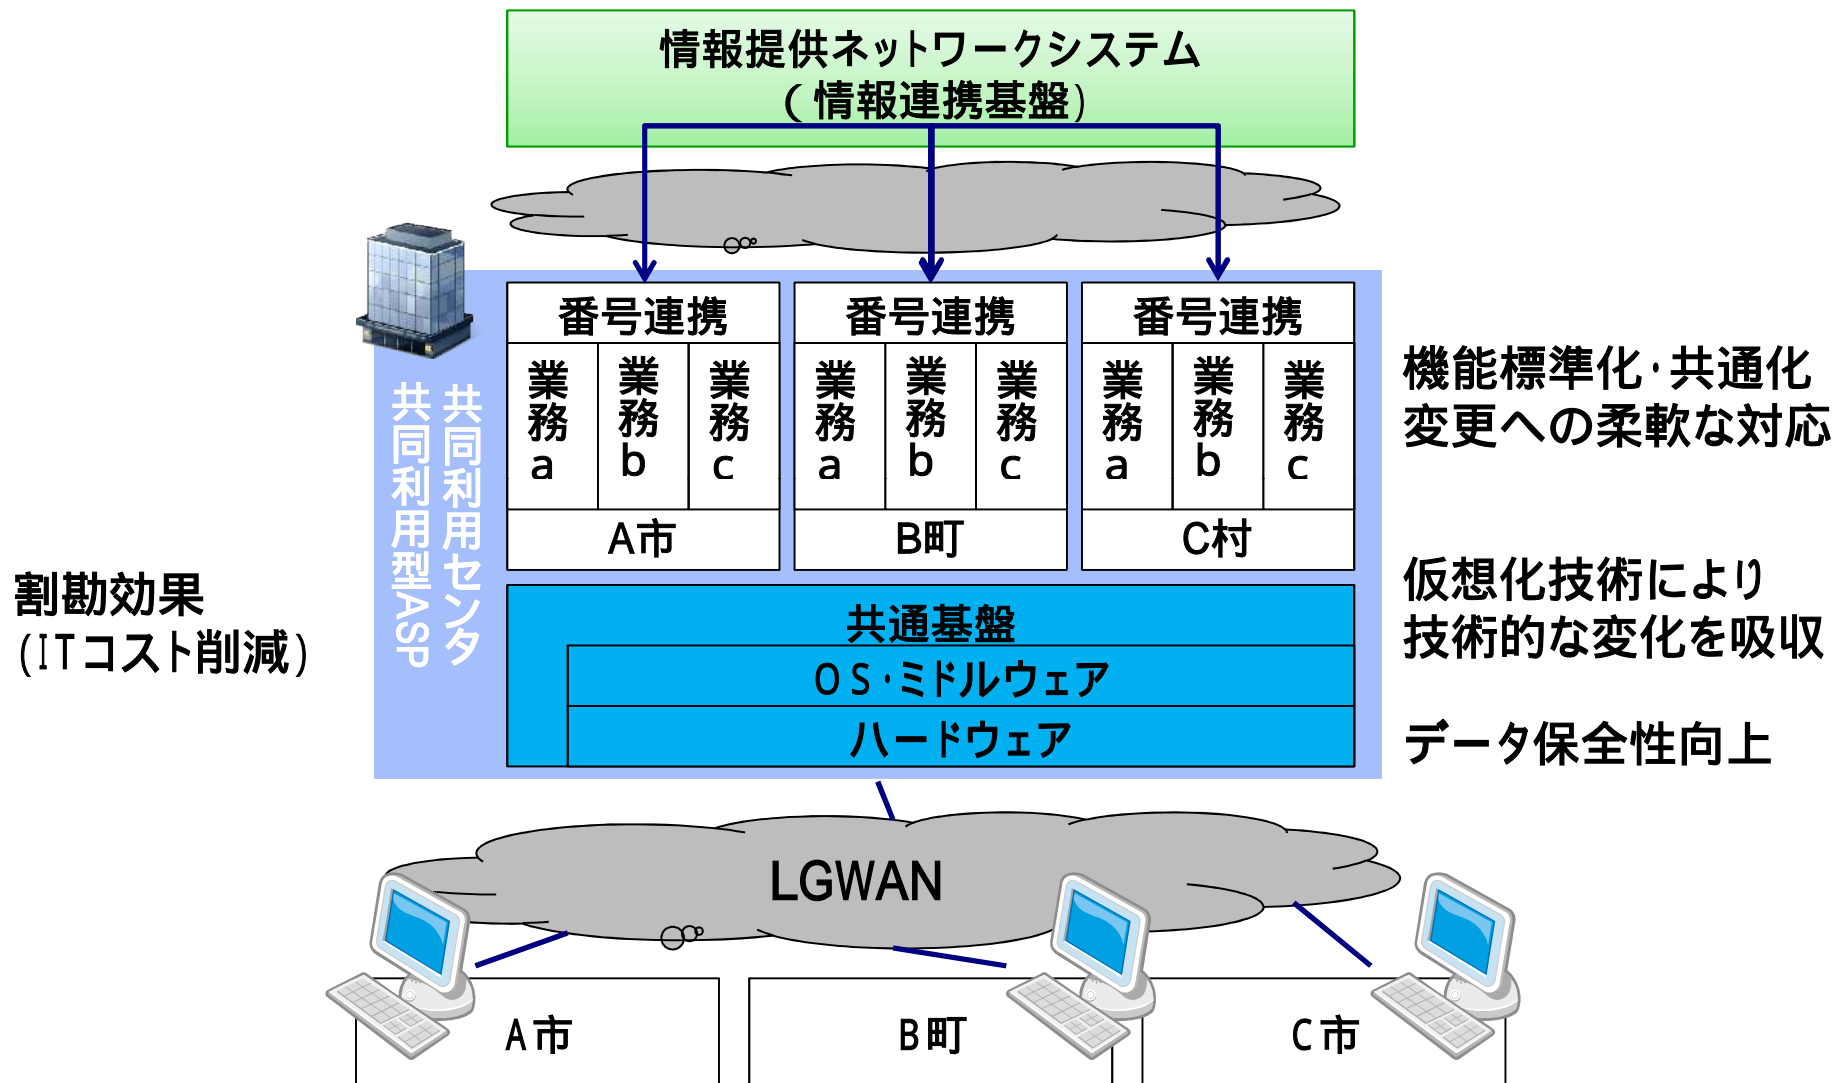 情報提供ネットワークシステム
(情報連携基盤)
番号連携
業務a
業務b
業務c
A市
番号連携
業務a
業務b
業務c
B町
番号連携
業務a
業務b
業務c
C村
共同利用センタ
共同利用型ASP
共通基盤
OS・ミドルウェア
ハードウェア
割勘効果
(ITコスト削減)
機能標準化・共通化
変更への柔軟な対応
仮想化技術により
技術的な変化を吸収
データ保全性向上
LGWAN
A市
B町
C市